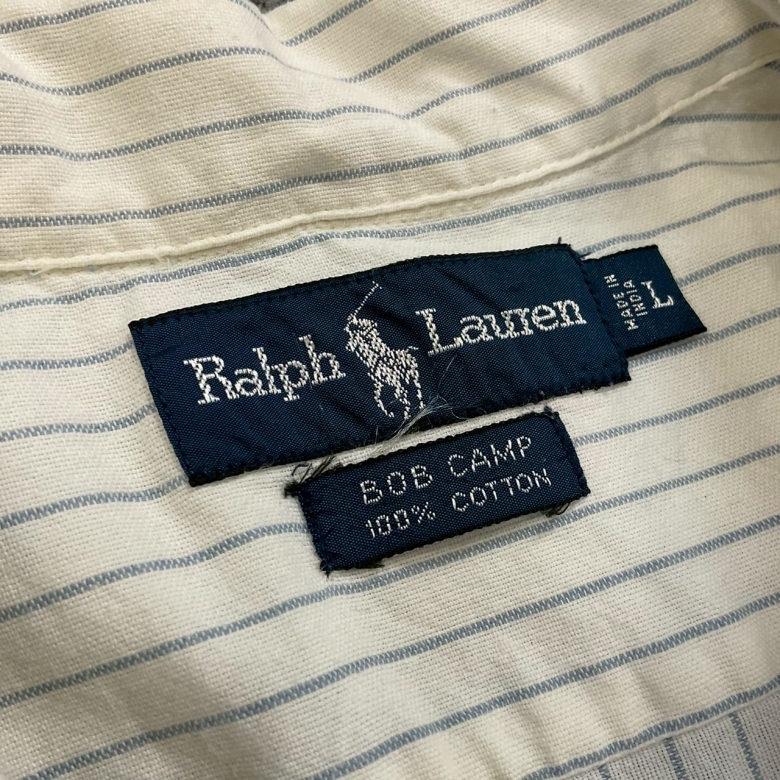 Ralph Lauren
MADE IN
INDIA
L
BOB CAMP
100% COTTON